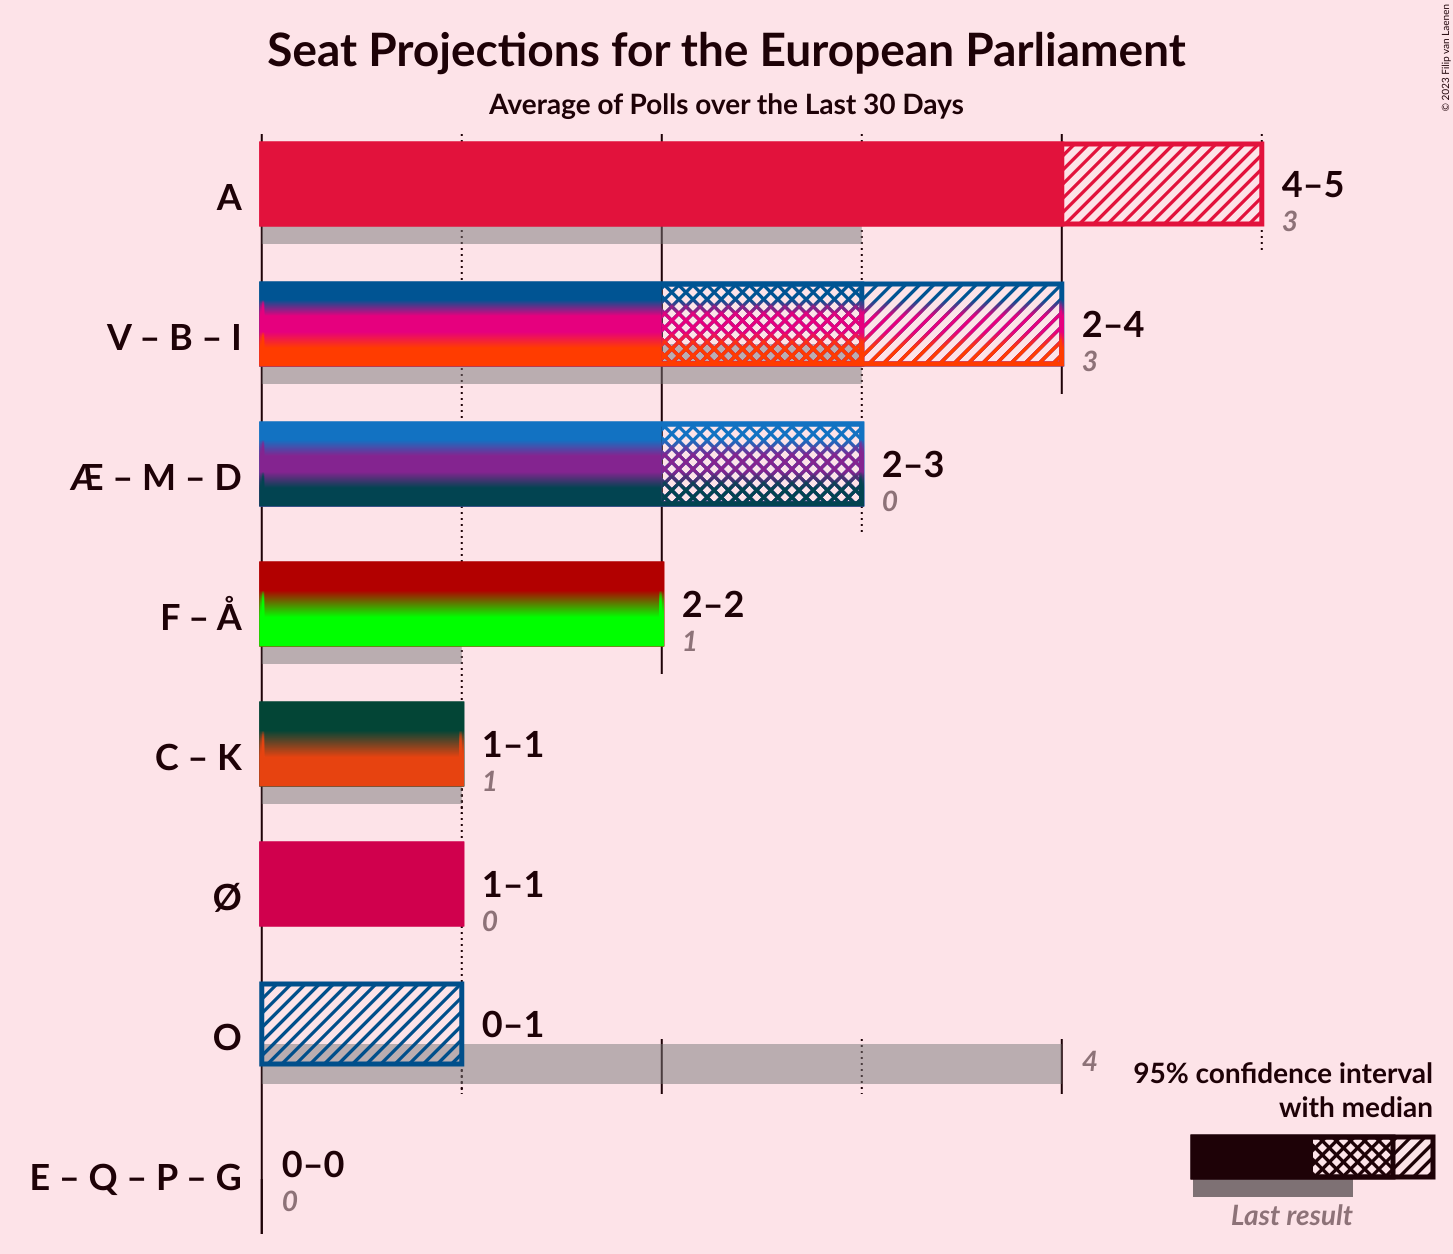 Seat Projections for the European Parliament
Average of Polls over the Last 30 Days
© 2023 Filip van Laenen
A
4–5
3
V – B – I
2–4
3
Æ – M – D
2–3
0
F – Å
2–2
1
C – K
1–1
1
Ø
1–1
0
O
0–1
4
E – Q – P – G
0–0
0
95% confidence interval
with median
Last result